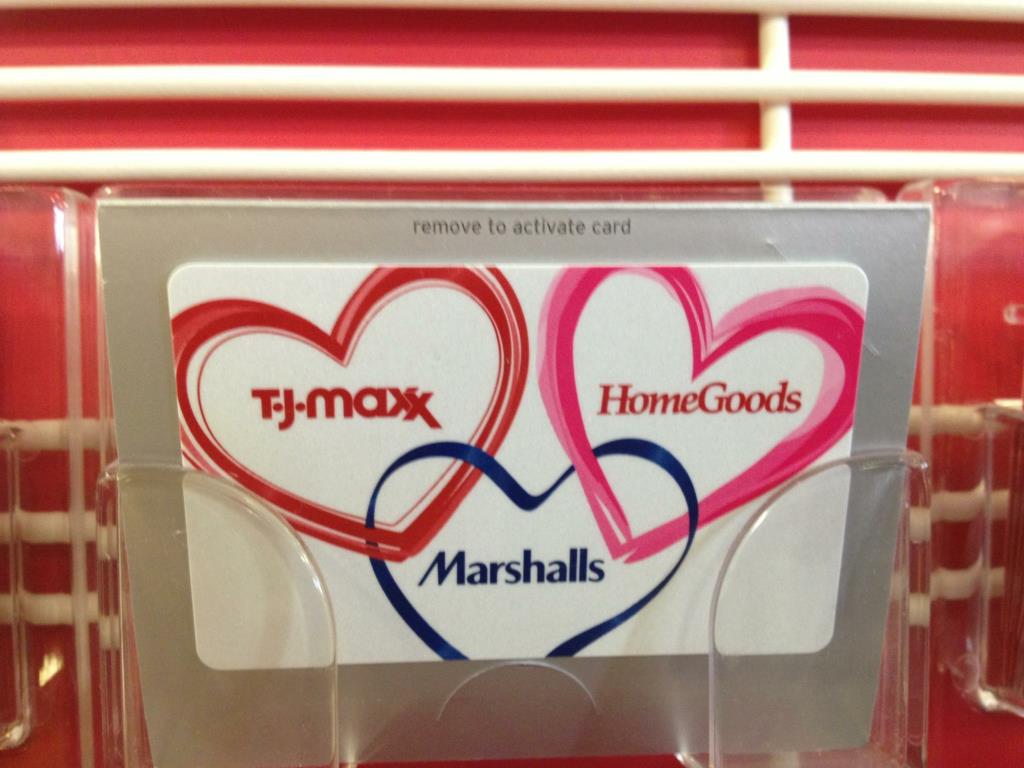 remove to activate card
T·J·maxx
HomeGoods
Marshalls